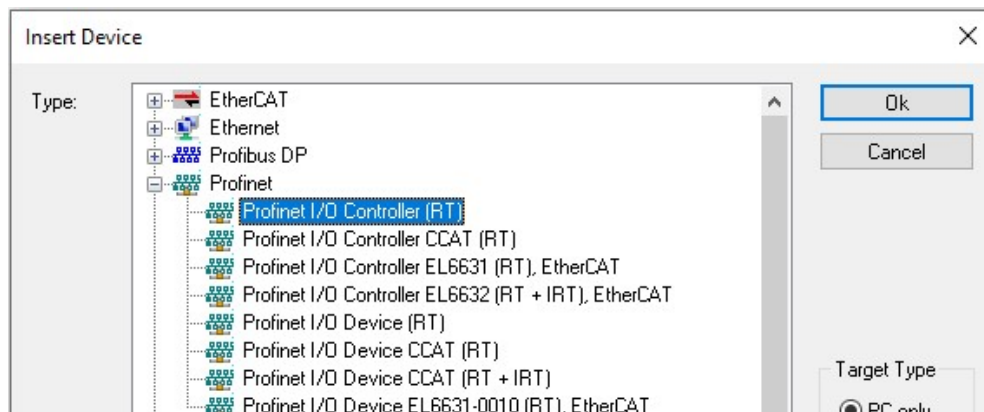 Insert Device
Type:
EtherCAT
Ethernet
Profibus DP
Profinet
Profinet I/O Controller (RT)
Profinet I/O Controller CCAT (RT)
Profinet I/O Controller EL6631 (RT), EtherCAT
Profinet I/O Controller EL6632 (RT + IRT), EtherCAT
Profinet I/O Device (RT)
Profinet I/O Device CCAT (RT)
Profinet I/O Device CCAT (RT + IRT)
Profinet I/O Device EL6631-0010 (RT), EtherCAT
Ok
Cancel
Target Type
PC only